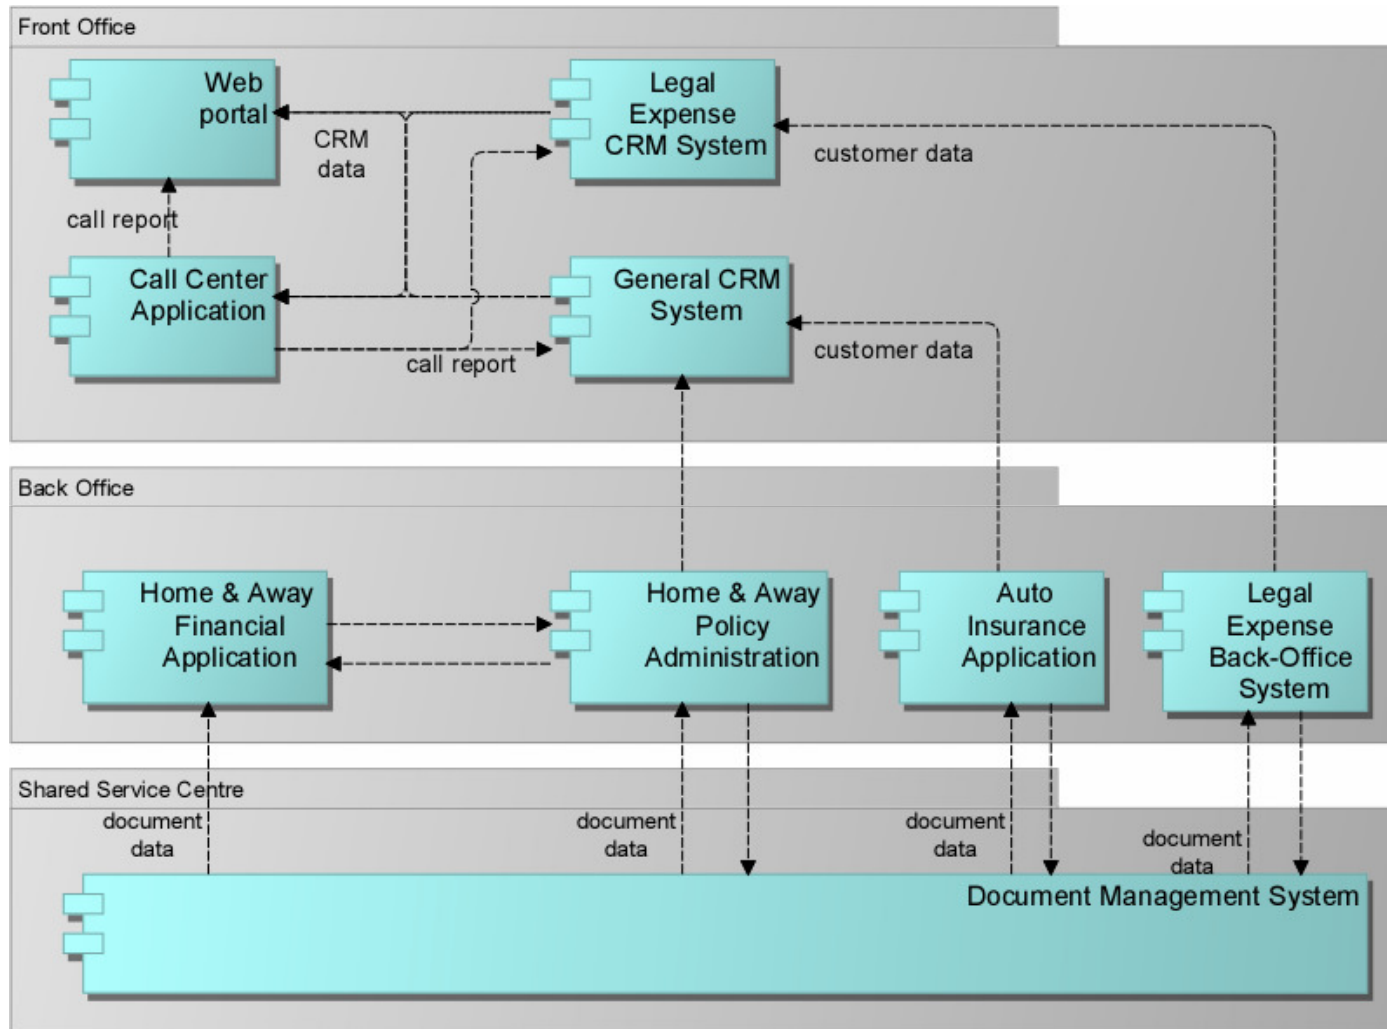 Front Office
Web
portal
Legal
Expense
CRM System
CRM
data
customer data
call report
Call Center
Application
General CRM
System
customer data
call report
Back Office
Home & Away
Financial
Application
Home & Away
Policy
Administration
Auto
Insurance
Application
Legal
Expense
Back-Office
System
Shared Service Centre
document
data
document
data
document
data
document
data
Document Management System